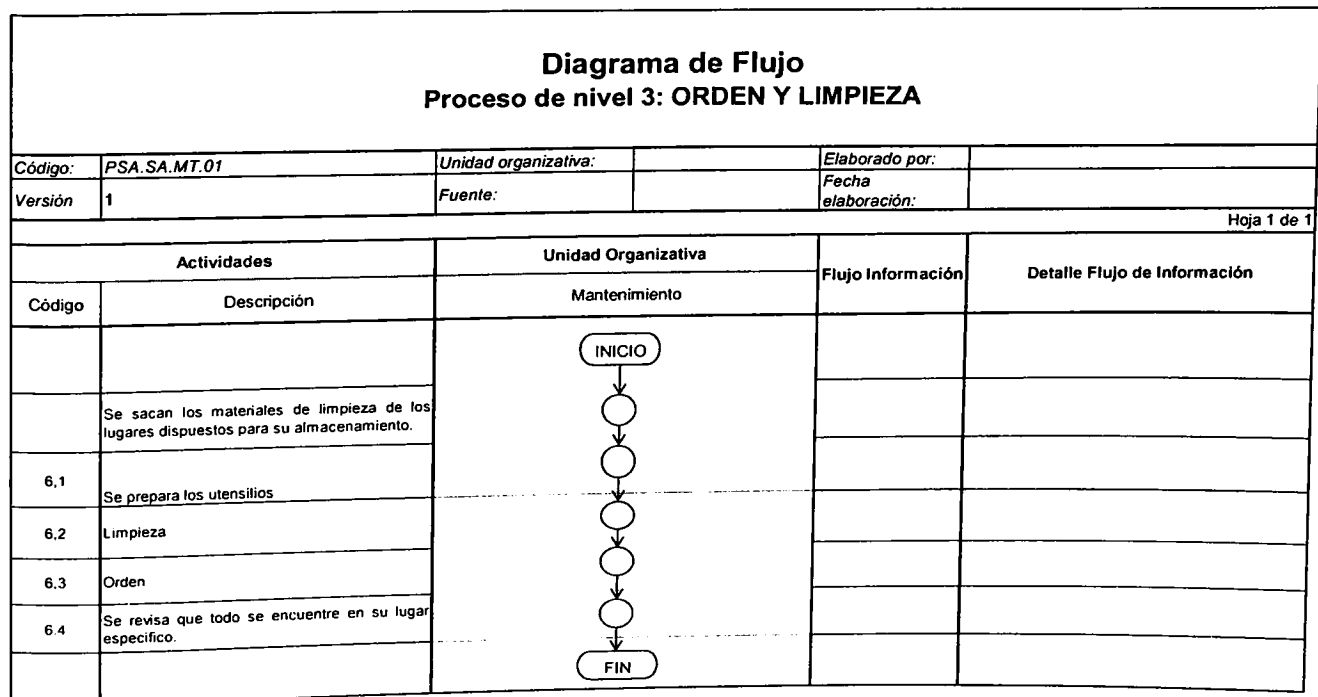 Diagrama de Flujo
Proceso de nivel 3: ORDEN Y LIMPIEZA
Código: PSA.SA.MT.01 Unidad organizativa: Elaborado por:
Versión 1 Fuente: Fecha elaboración:
Hoja 1 de 1
Actividades Unidad Organizativa Flujo Información Detalle Flujo de Información
Código Descripción Mantenimiento
INICIO
Se sacan los materiales de limpieza de los
lugares dispuestos para su almacenamiento.
6,1 Se prepara los utensilios
6,2 Limpieza
6,3 Orden
6.4 Se revisa que todo se encuentre en su lugar
especifico.
FIN